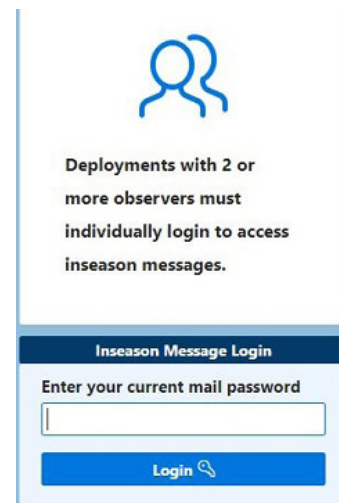 Deployments with 2 or
more observers must
individually login to access
inseason messages.
Inseason Message Login
Enter your current mail password
Login